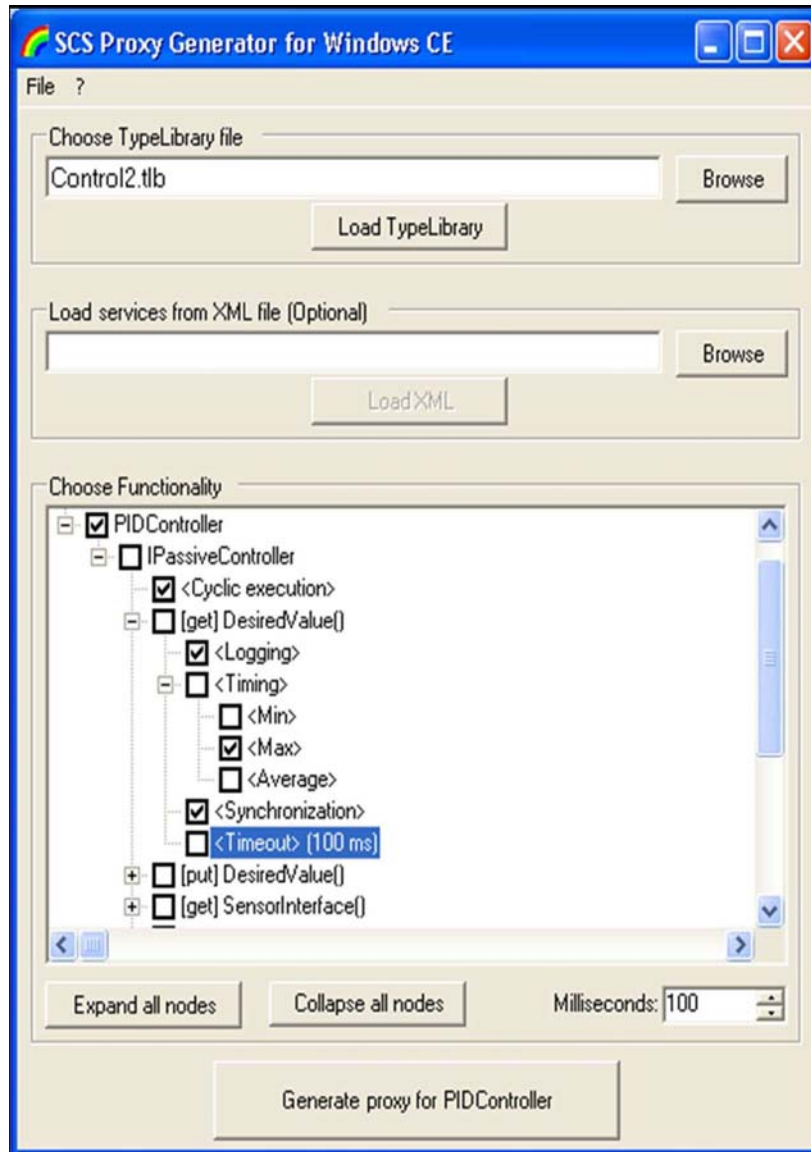 SCS Proxy Generator for Windows CE
File ?
Choose TypeLibrary file
Control2.tlb
Browse
Load TypeLibrary
Load services from XML file (Optional)
Browse
Load XML
Choose Functionality
PIDController
IPassiveController
<Cyclic execution>
[get] DesiredValue()
<Logging>
<Timing>
<Min>
<Max>
<Average>
<Synchronization>
<Timeout> (100 ms)
[put] DesiredValue()
[get] SensorInterface()
Expand all nodes
Collapse all nodes
Milliseconds: 100
Generate proxy for PIDController